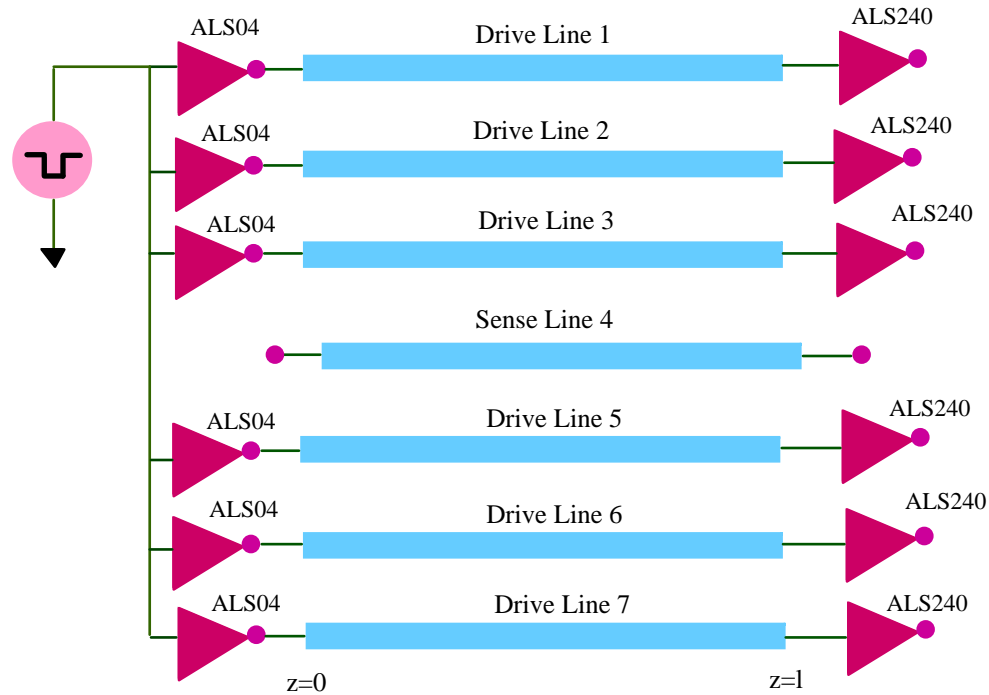 ALS04
Drive Line 1
ALS240
ALS04
Drive Line 2
ALS240
ALS04
Drive Line 3
ALS240
Sense Line 4
ALS04
Drive Line 5
ALS240
ALS04
Drive Line 6
ALS240
ALS04
Drive Line 7
ALS240
z=0
z=l